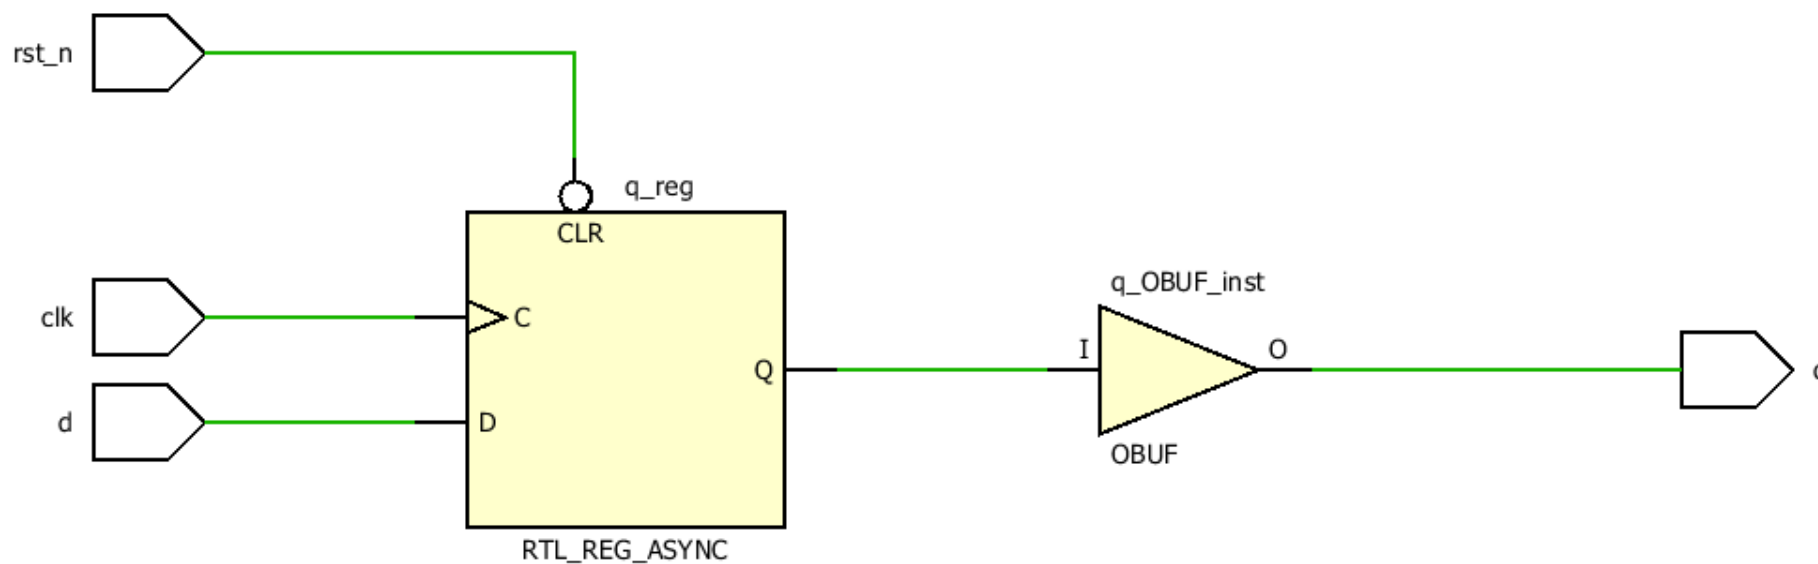 rst_n
q_reg
CLR
clk
C
d
D
Q
RTL_REG_ASYNC
q_OBUF_inst
I
O
OBUF